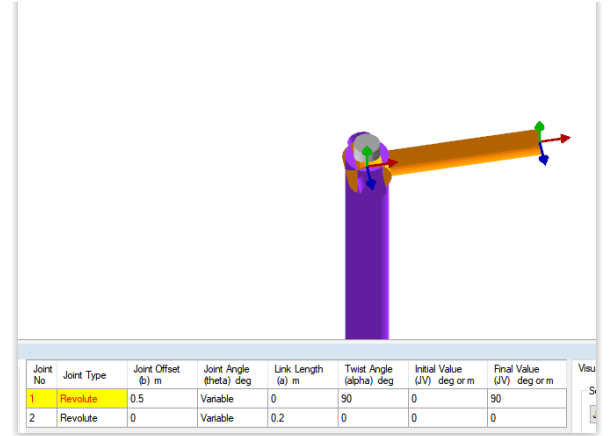 Joint No Joint Type Joint Offset (b) m Joint Angle (theta) deg Link Length (a) m Twist Angle (alpha) deg Initial Value (JV) deg or m Final Value (JV) deg or m Visu
1 Revolute 0.5 Variable 0 90 0 90
2 Revolute 0 Variable 0.2 0 0 0